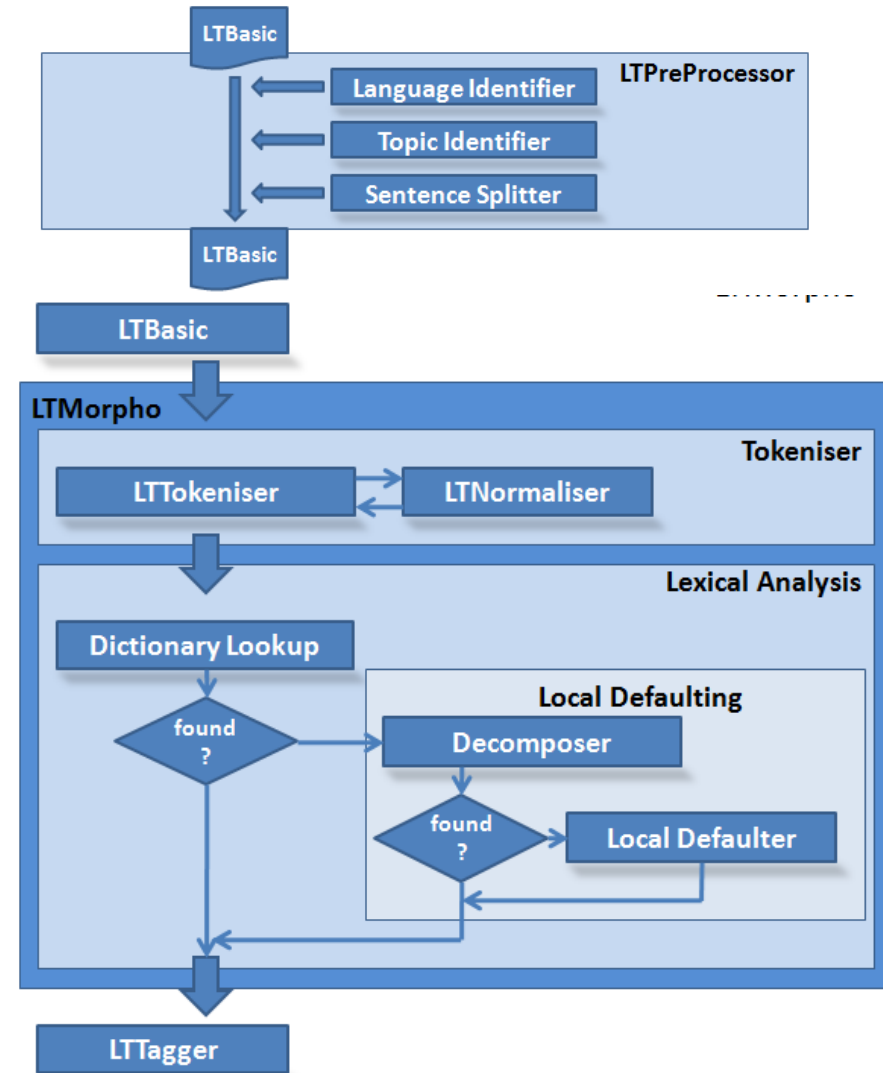 LTBasic
LTPreProcessor
Language Identifier
Topic Identifier
Sentence Splitter
LTBasic
LTBasic
LTMorpho
Tokeniser
LTTokeniser
LTNormaliser
Lexical Analysis
Dictionary Lookup
Local Defaulting
found
?
Decomposer
found
?
Local Defaulter
LTTagger